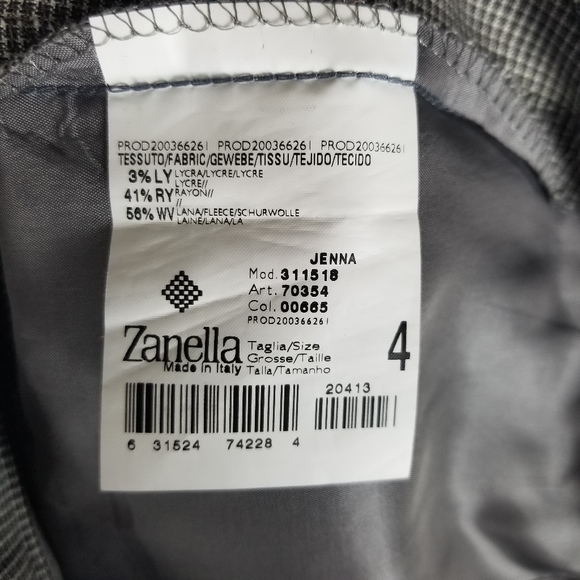 PROD200366261 PROD200366261 PROD200366261
TESSUTO/FABRIC/GEWEBE/TISSU/TEJIDO/TECIDO
3% LY LYCRA/LYCRE/LYCRE
LYCRE//
41% RY RAYON//
//
56% WV LANA/FLEECE/SCHURWOLLE
LAINE/LANA/LA
JENNA
Mod. 311518
Art. 70354
Col. 00665
PROD200366261
Zanella
Made in Italy
Taglia/Size
Grosse/Taille
Talla/Tamanho
4
20413
6 31524 74228 4